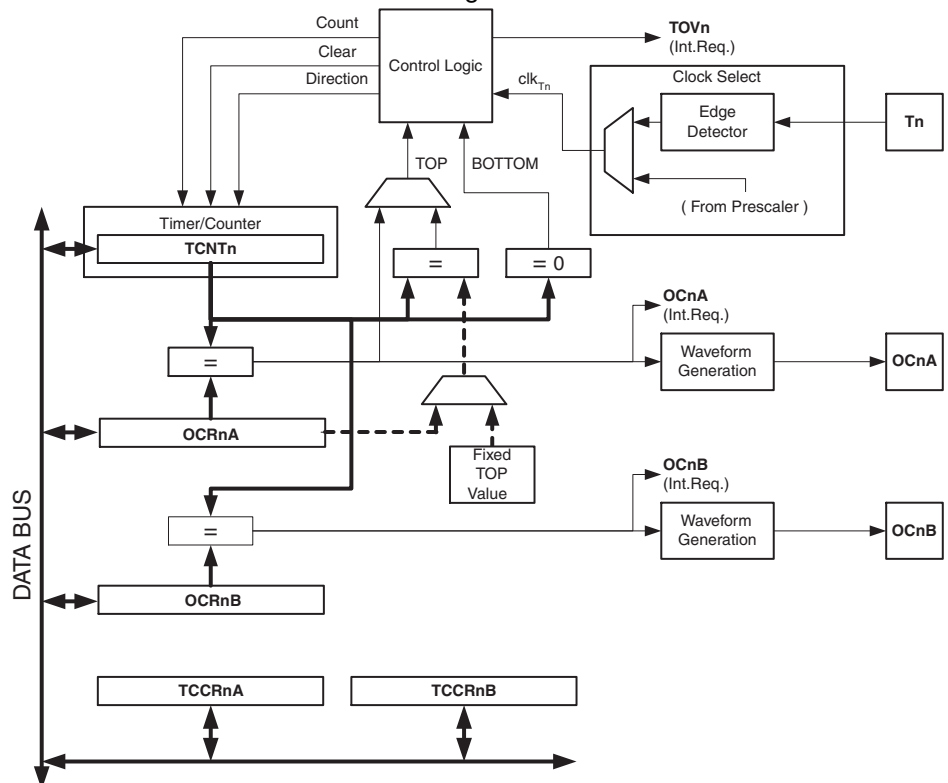 Count
Clear
Direction
Control Logic
TOVn
(Int.Req.)
clkTn
Clock Select
Edge
Detector
Tn
( From Prescaler )
TOP
BOTTOM
Timer/Counter
TCNTn
=
= 0
OCnA
(Int.Req.)
=
Waveform
Generation
OCnA
OCRnA
Fixed
TOP
Value
OCnB
(Int.Req.)
=
Waveform
Generation
OCnB
OCRnB
DATA BUS
TCCRnA
TCCRnB